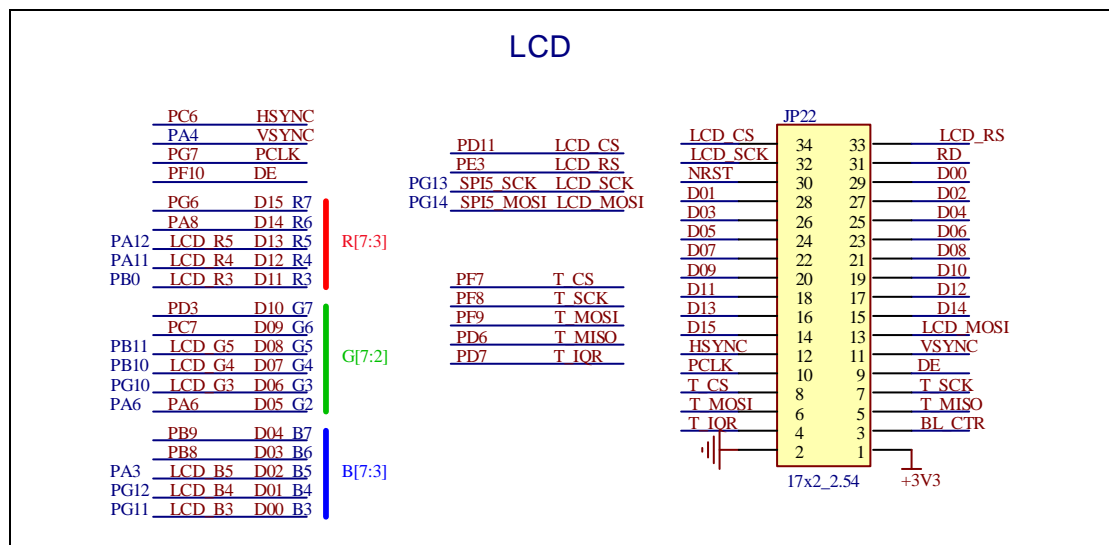 LCD
PC6 HSYNC
PA4 VSYNC
PG7 PCLK
PF10 DE
PG6 D15 R7
PA8 D14 R6
PA12 LCD_R5 D13 R5
PA11 LCD_R4 D12 R4
PB0 LCD_R3 D11 R3
R[7:3]
PD3 D10 G7
PC7 D09 G6
PB11 LCD_G5 D08 G5
PB10 LCD_G4 D07 G4
PG10 LCD_G3 D06 G3
PA6 PA6 D05 G2
G[7:2]
PB9 D04 B7
PB8 D03 B6
PA3 LCD_B5 D02 B5
PG12 LCD_B4 D01 B4
PG11 LCD_B3 D00 B3
B[7:3]
PD11 LCD_CS
PE3 LCD_RS
PG13 SPI5_SCK LCD_SCK
PG14 SPI5_MOSI LCD_MOSI
PF7 T_CS
PF8 T_SCK
PF9 T_MOSI
PD6 T_MISO
PD7 T_IQR
JP22
LCD_CS 34 33 LCD_RS
LCD_SCK 32 31 RD
NRST 30 29 D00
D01 28 27 D02
D03 26 25 D04
D05 24 23 D06
D07 22 21 D08
D09 20 19 D10
D11 18 17 D12
D13 16 15 D14
D15 14 13 LCD_MOSI
HSYNC 12 11 VSYNC
PCLK 10 9 DE
T_CS 8 7 T_SCK
T_MOSI 6 5 T_MISO
T_IQR 4 3 BL_CTR
2 1
17x2_2.54
+3V3